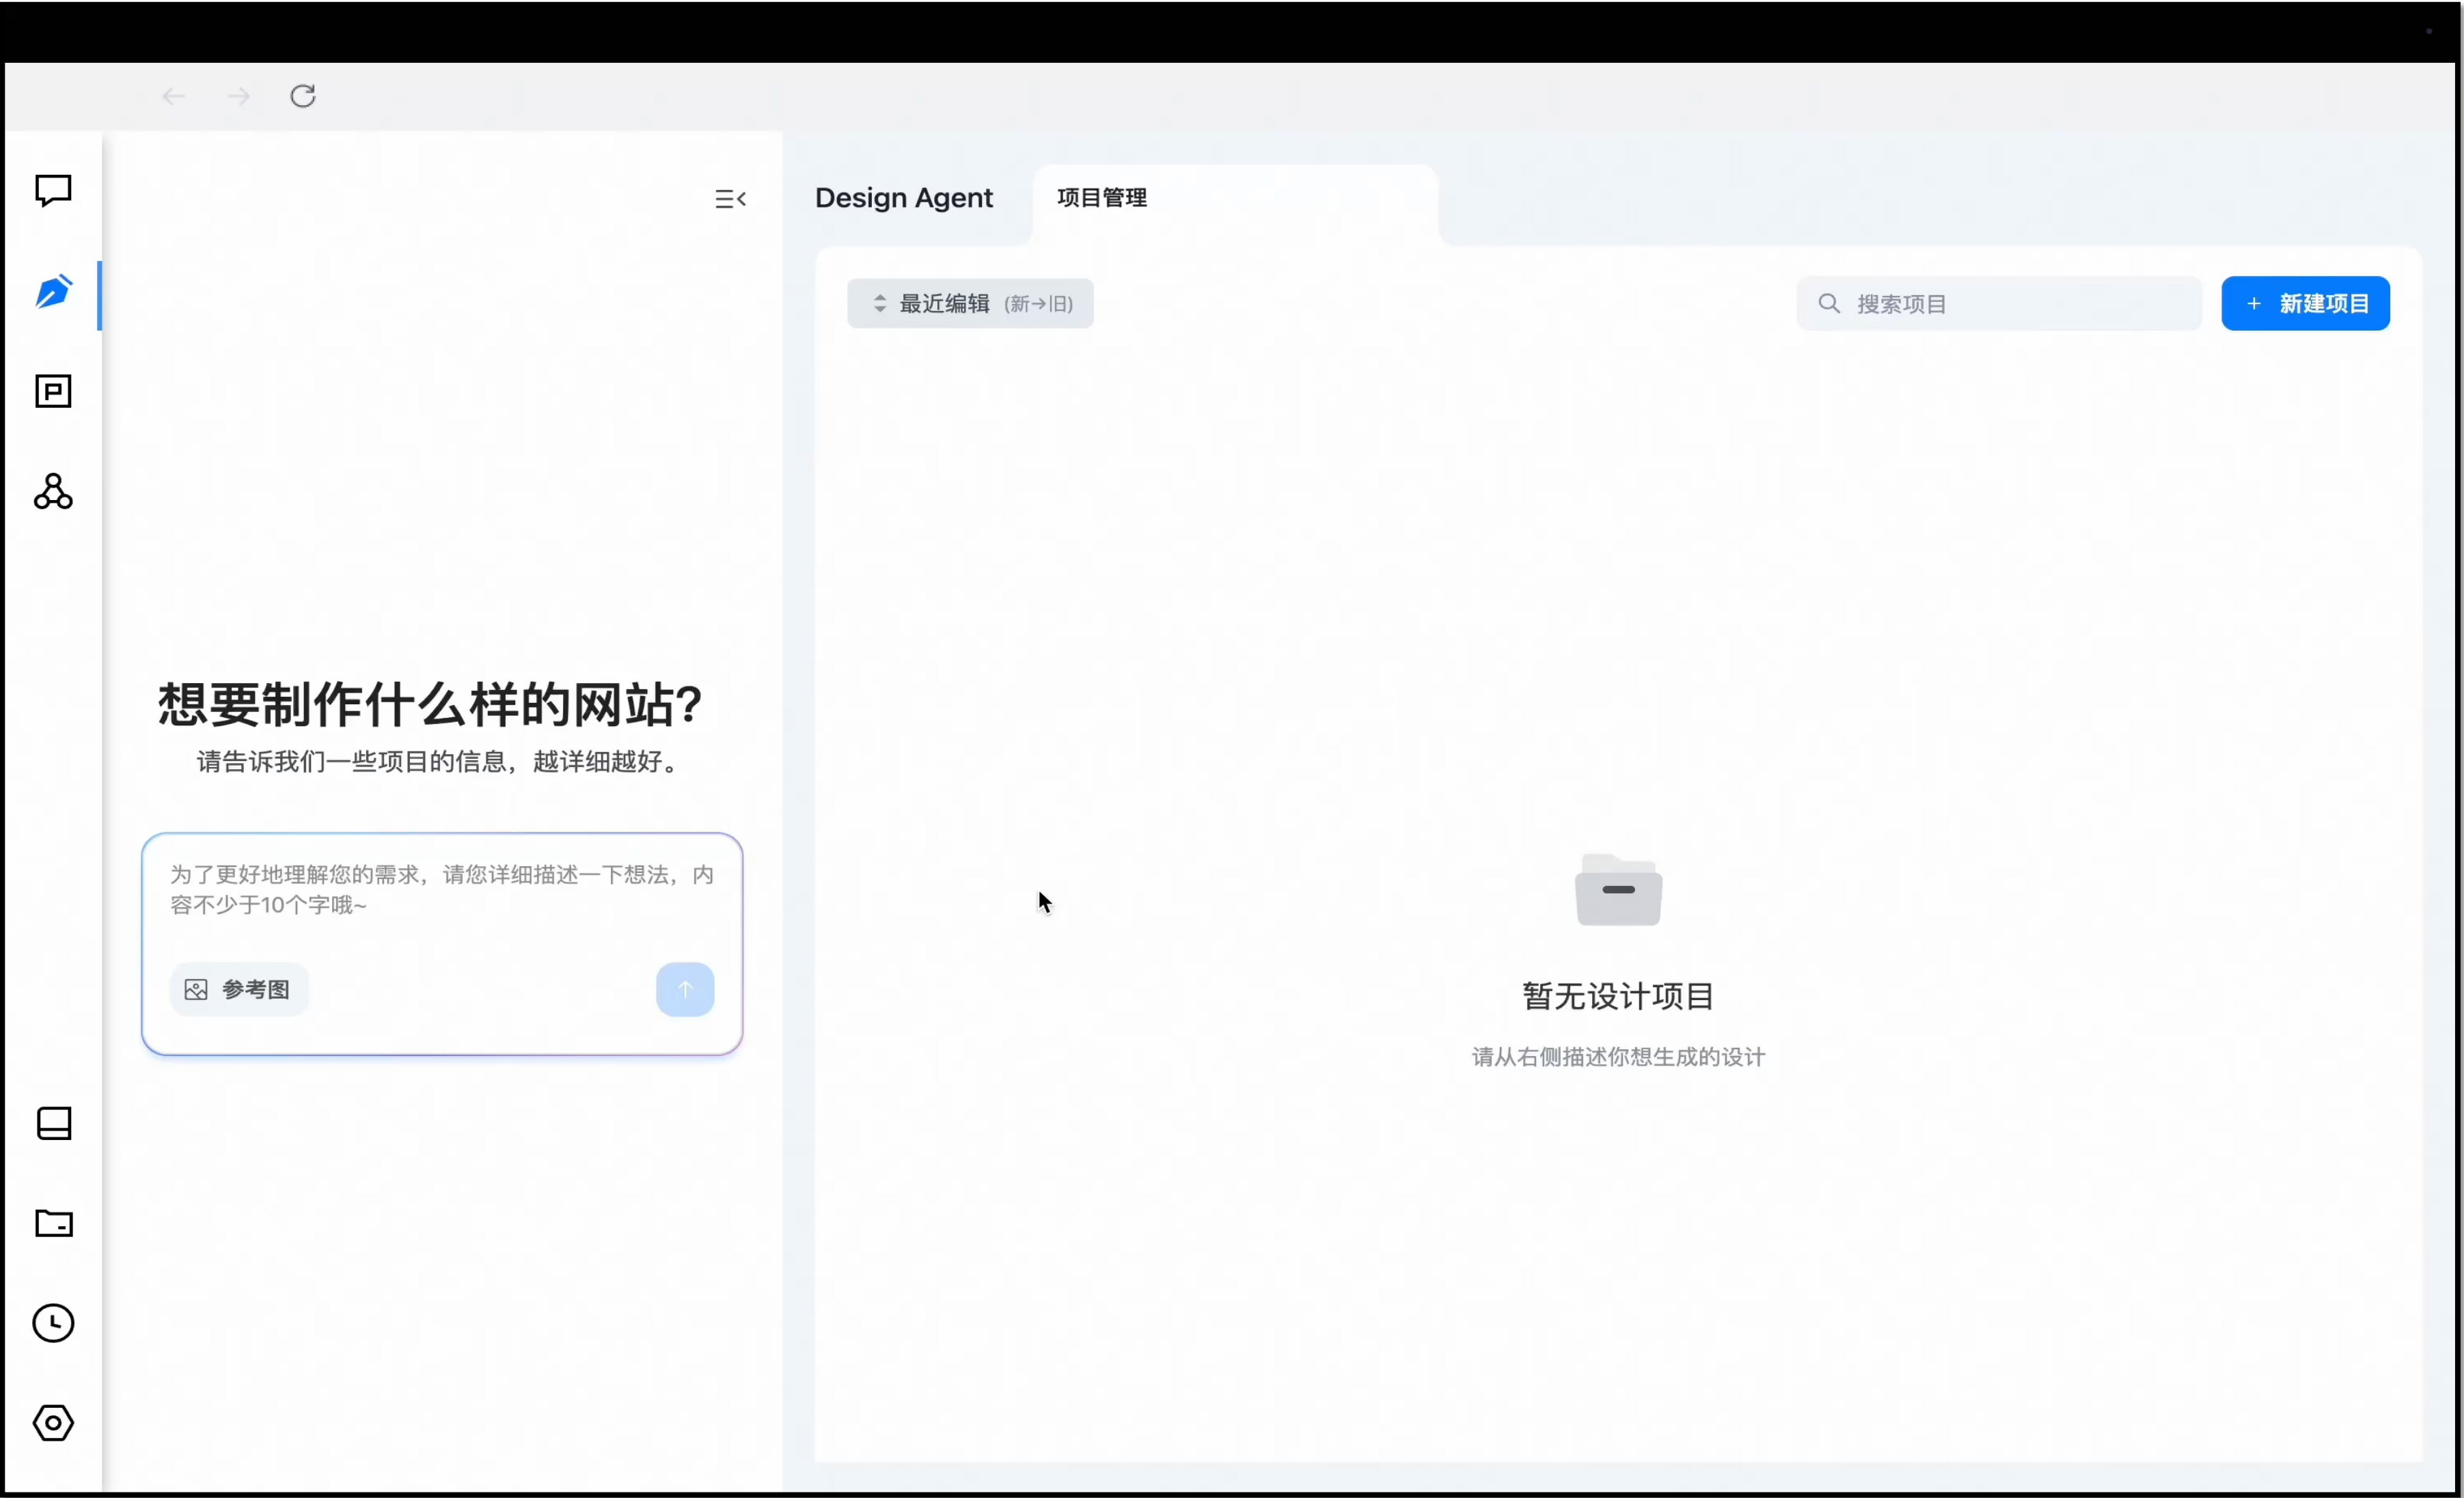 Design Agent
项目管理
最近编辑 (新→旧)
搜索项目
+ 新建项目
想要制作什么样的网站?
请告诉我们一些项目的信息，越详细越好。
为了更好地理解您的需求，请您详细描述一下想法，内
容不少于10个字哦~
参考图
暂无设计项目
请从右侧描述你想生成的设计